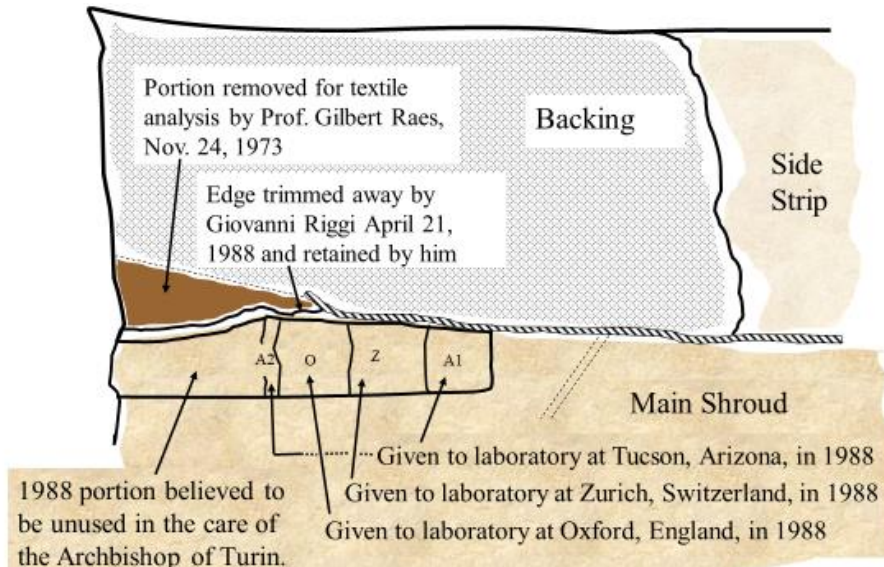 Portion removed for textile
analysis by Prof. Gilbert Raes,
Nov. 24, 1973
Backing
Side
Strip
Edge trimmed away by
Giovanni Riggi April 21,
1988 and retained by him
A2
O
Z
A1
Main Shroud
Given to laboratory at Tucson, Arizona, in 1988
Given to laboratory at Zurich, Switzerland, in 1988
Given to laboratory at Oxford, England, in 1988
1988 portion believed to
be unused in the care of
the Archbishop of Turin.